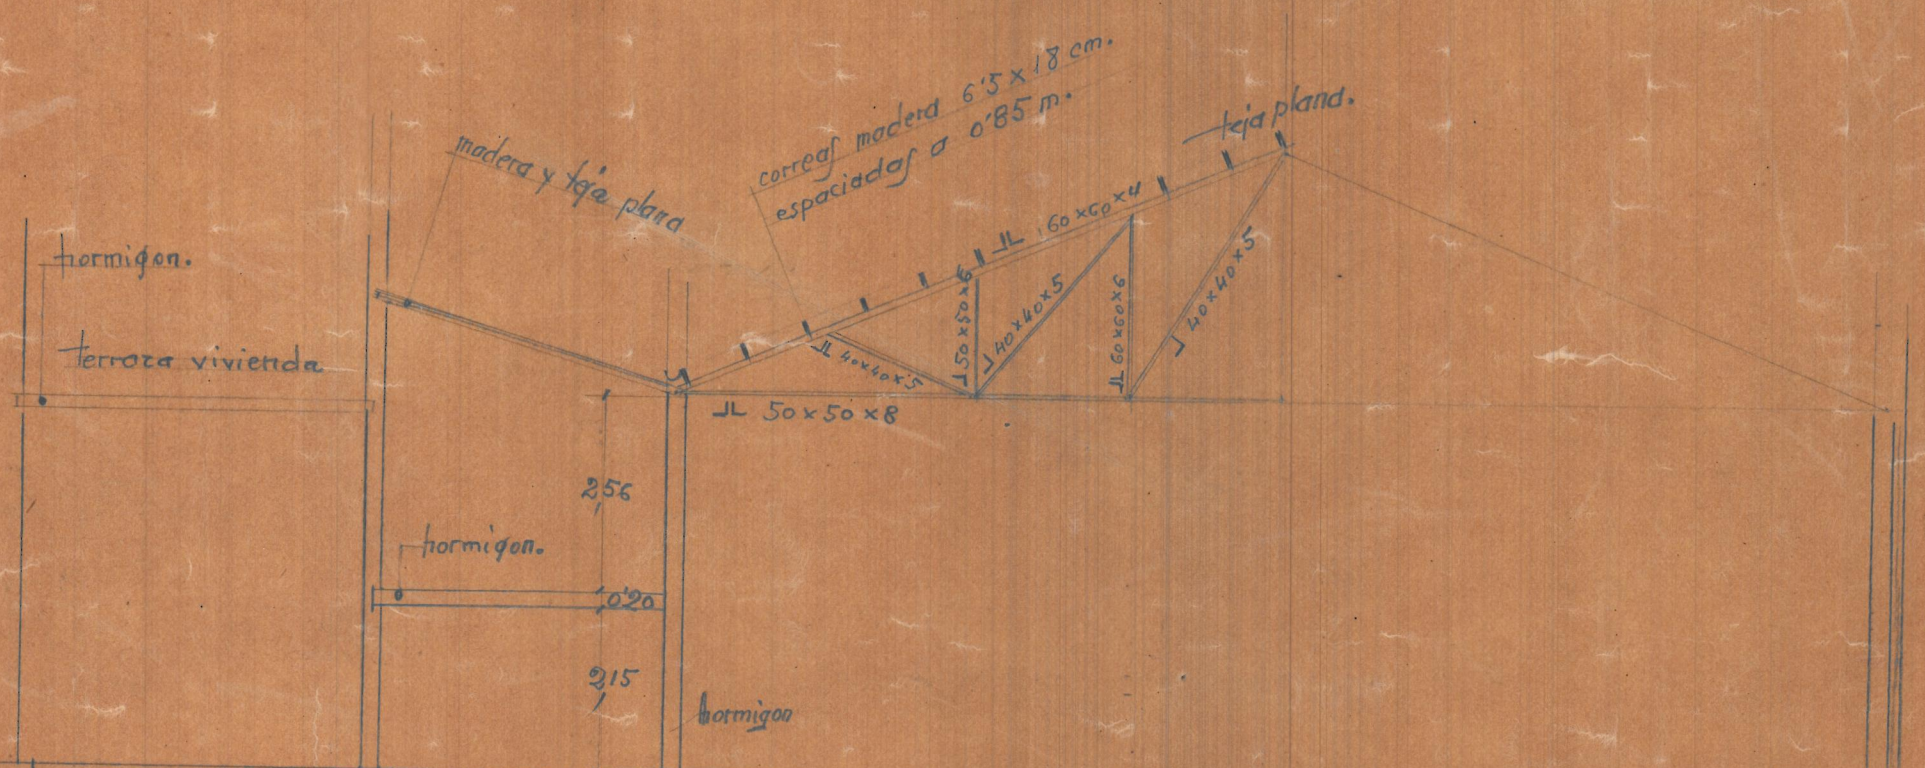 correas madera 6'5 x 18 cm.
espaciadas a 0'85 m.
teja plana.
madera y teja plana
hormigon.
terraza vivienda
⅃L 60 x 60 x 4
⅃ 50 x 50 x 6
⅃ 40 x 40 x 5
⅃L 60 x 60 x 6
⅃ 40 x 40 x 5
⅃L 40 x 40 x 5
⅃L 50 x 50 x 8
2,56
hormigon.
0'20
2,15
hormigon